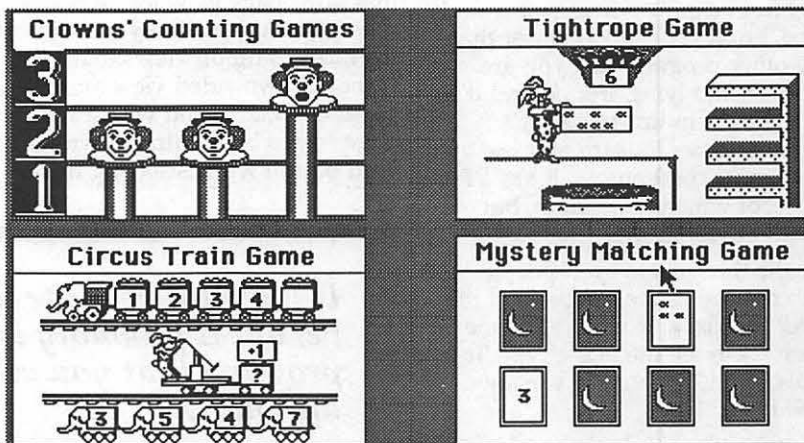 Clowns' Counting Games
3
2
1
Tightrope Game
6
Circus Train Game
1 2 3 4
+1
?
3 5 4 7
Mystery Matching Game
3